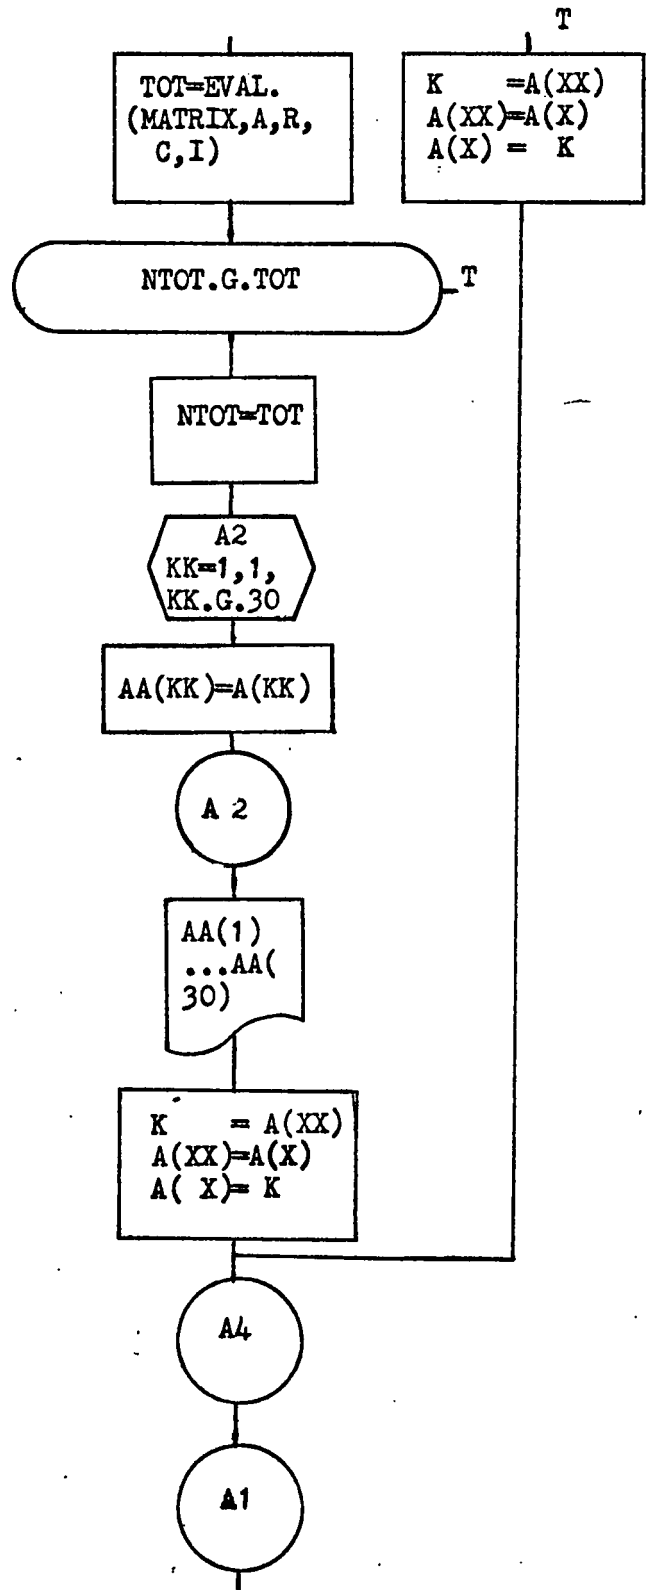 T
TOT=EVAL.
(MATRIX,A,R,
C,I)
K =A(XX)
A(XX)=A(X)
A(X) = K
NTOT.G.TOT
T
NTOT=TOT
A2
KK=1,1,
KK.G.30
AA(KK)=A(KK)
A 2
AA(1)
...AA(
30)
K = A(XX)
A(XX)=A(X)
A( X)= K
A4
A1